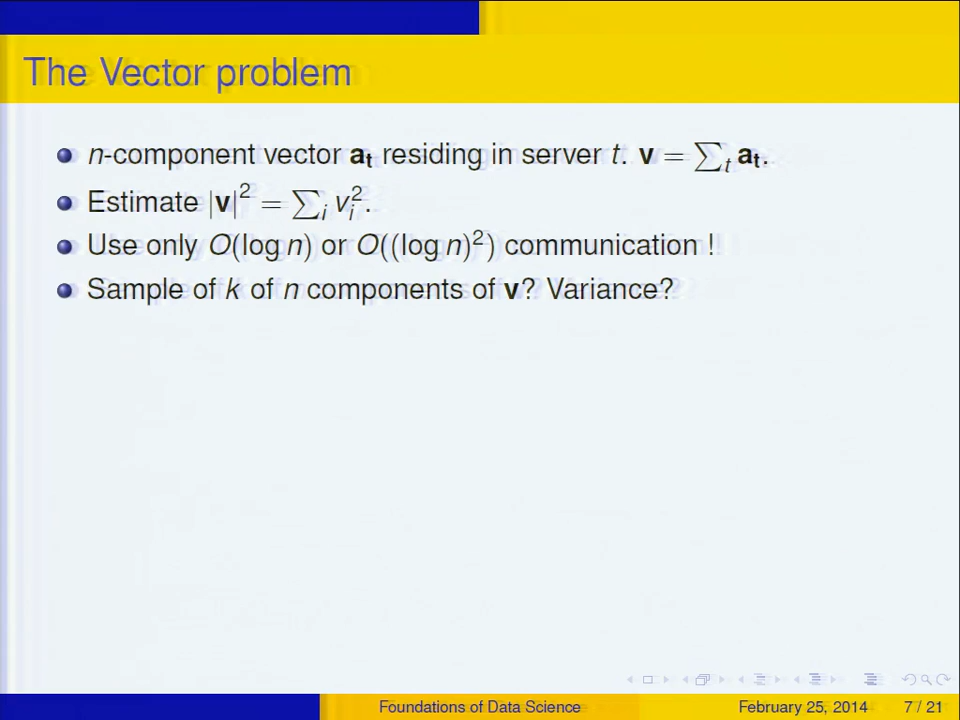 The Vector problem
n-component vector a_t residing in server t. v = ∑_t a_t.
Estimate |v|² = ∑_i v_i².
Use only O(log n) or O((log n)²) communication !
Sample of k of n components of v? Variance?
Foundations of Data Science February 25, 2014 7 / 21